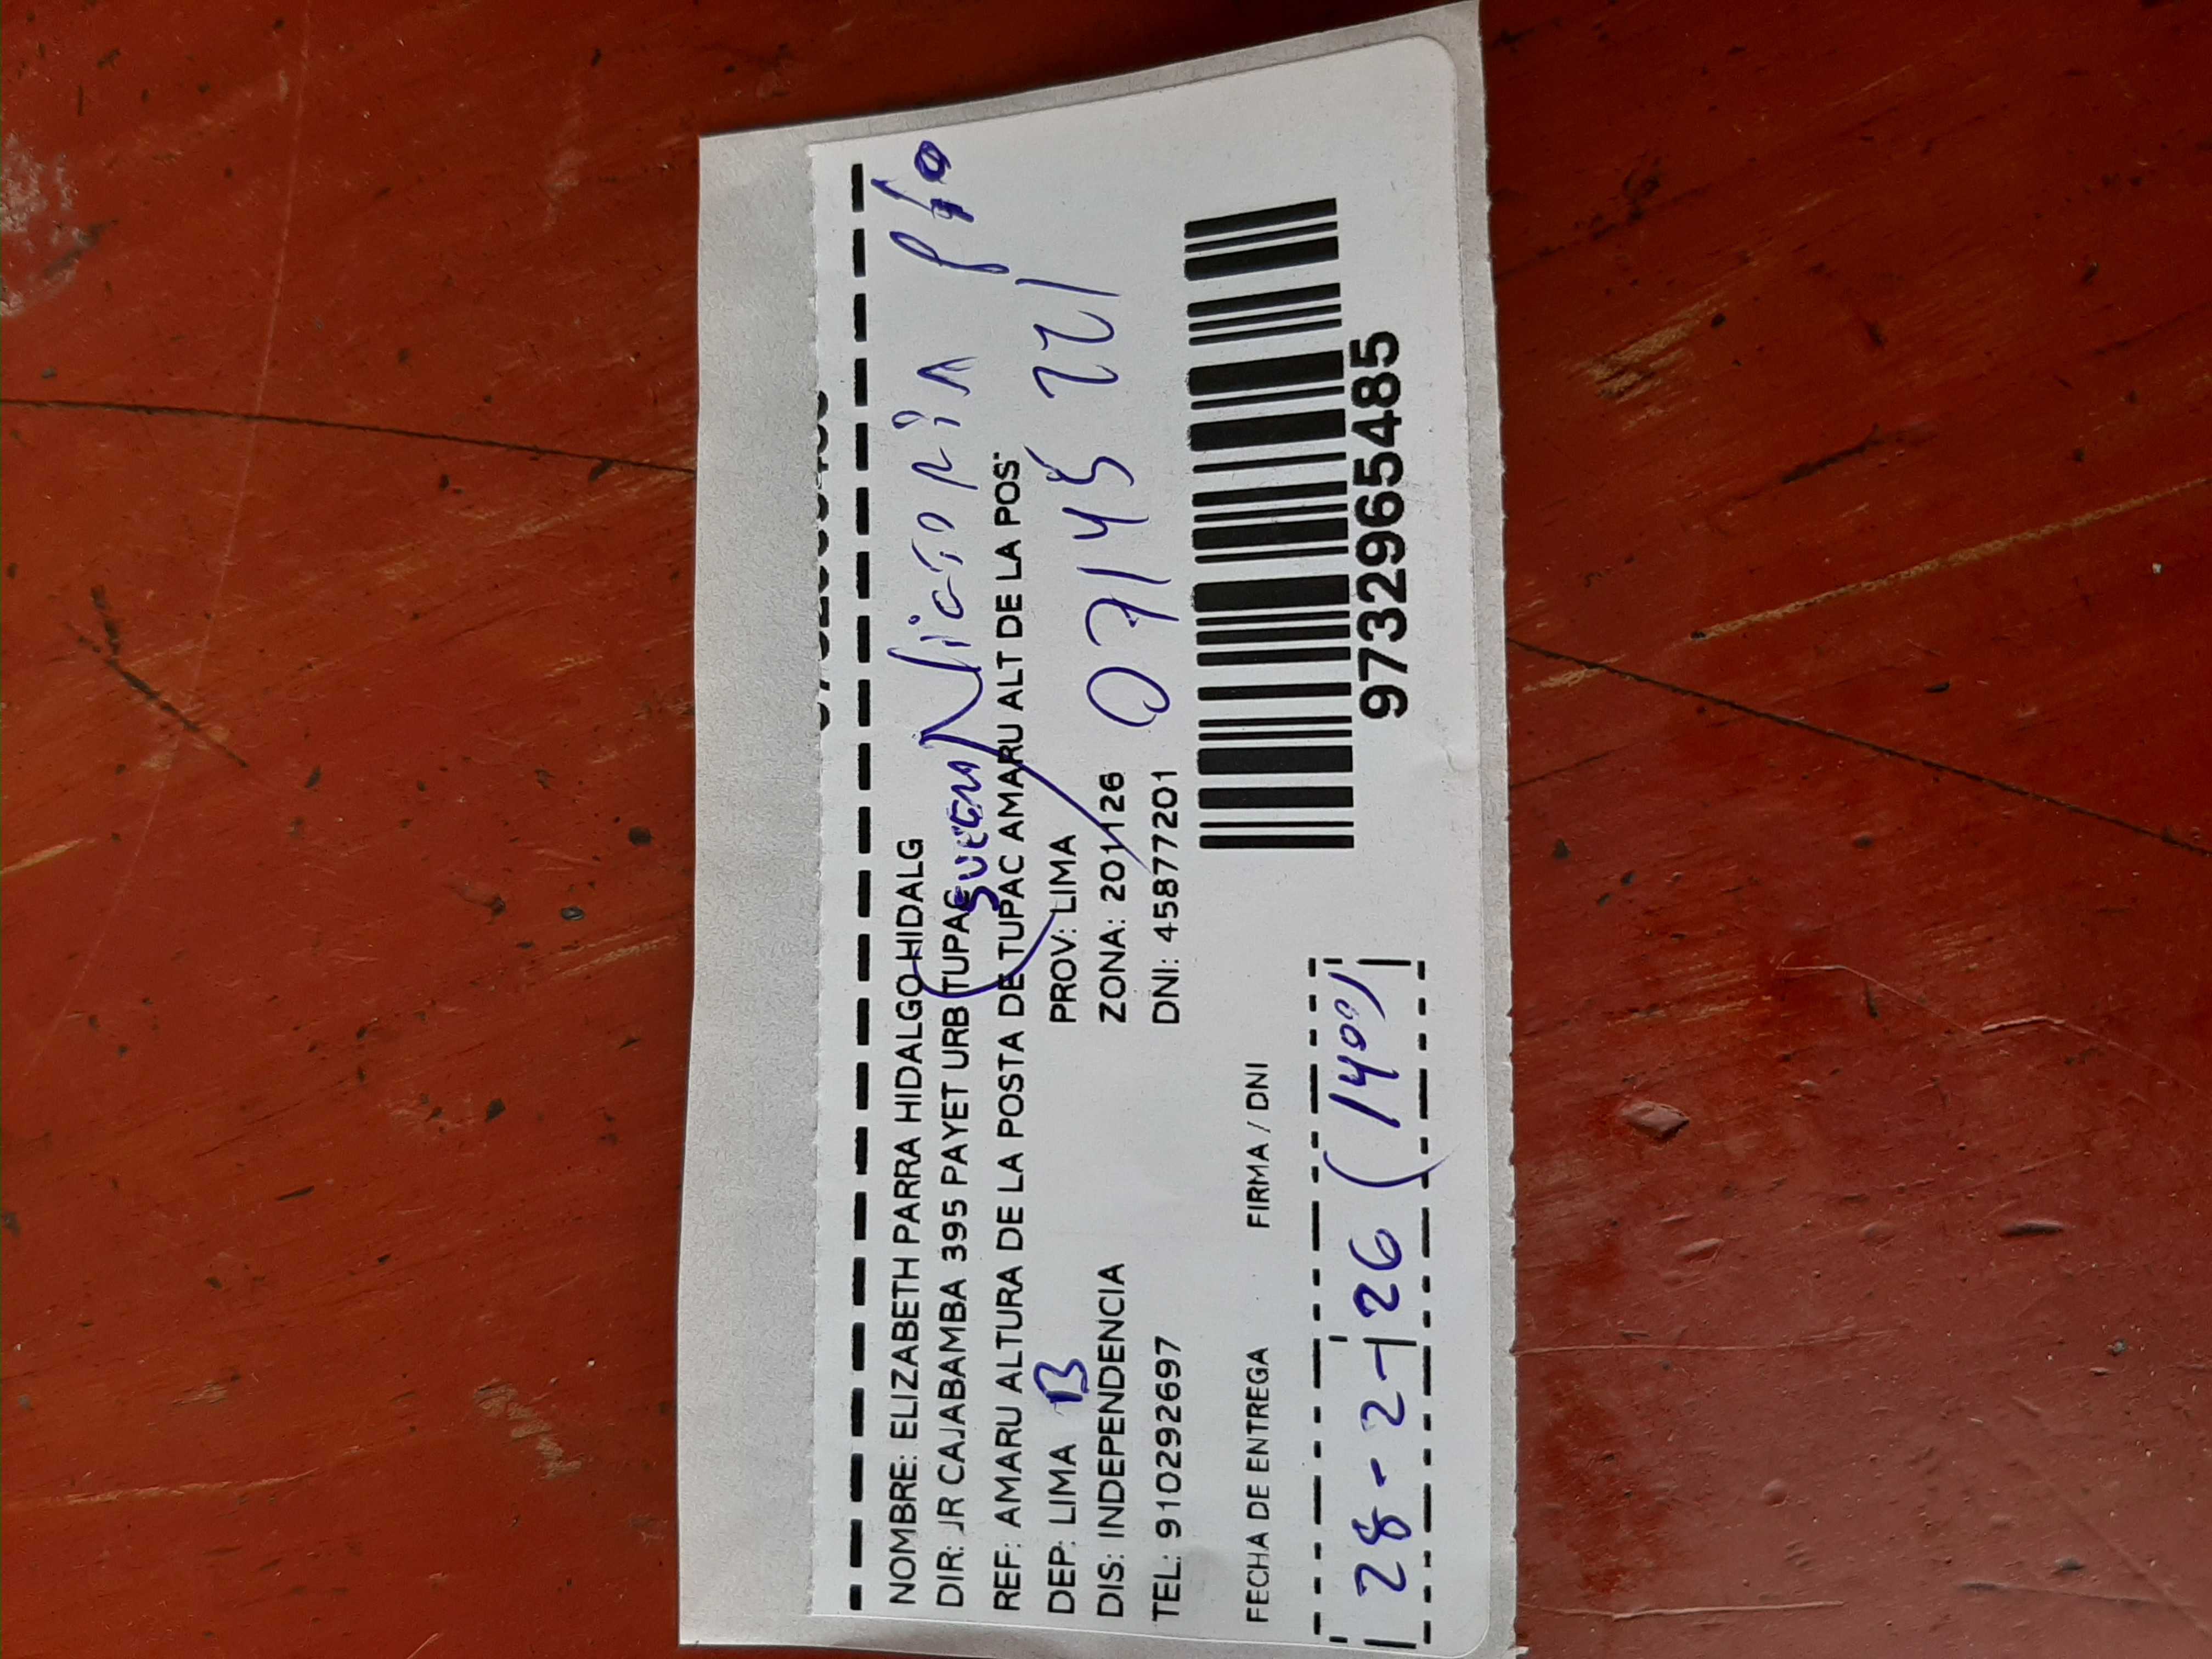 NOMBRE: ELIZABETH PARRA HIDALGO HIDALG
DIR: JR CAJABAMBA 395 PAYET URB TUPAC
REF: AMARU ALTURA DE LA POSTA DE TUPAC AMARU ALT DE LA POS
DEP: LIMA B PROV: LIMA
DIS: INDEPENDENCIA ZONA: 201126
TEL: 910292697 DNI: 45877201
07145221
FECHA DE ENTREGA FIRMA / DNI
28-2-26
9732965485